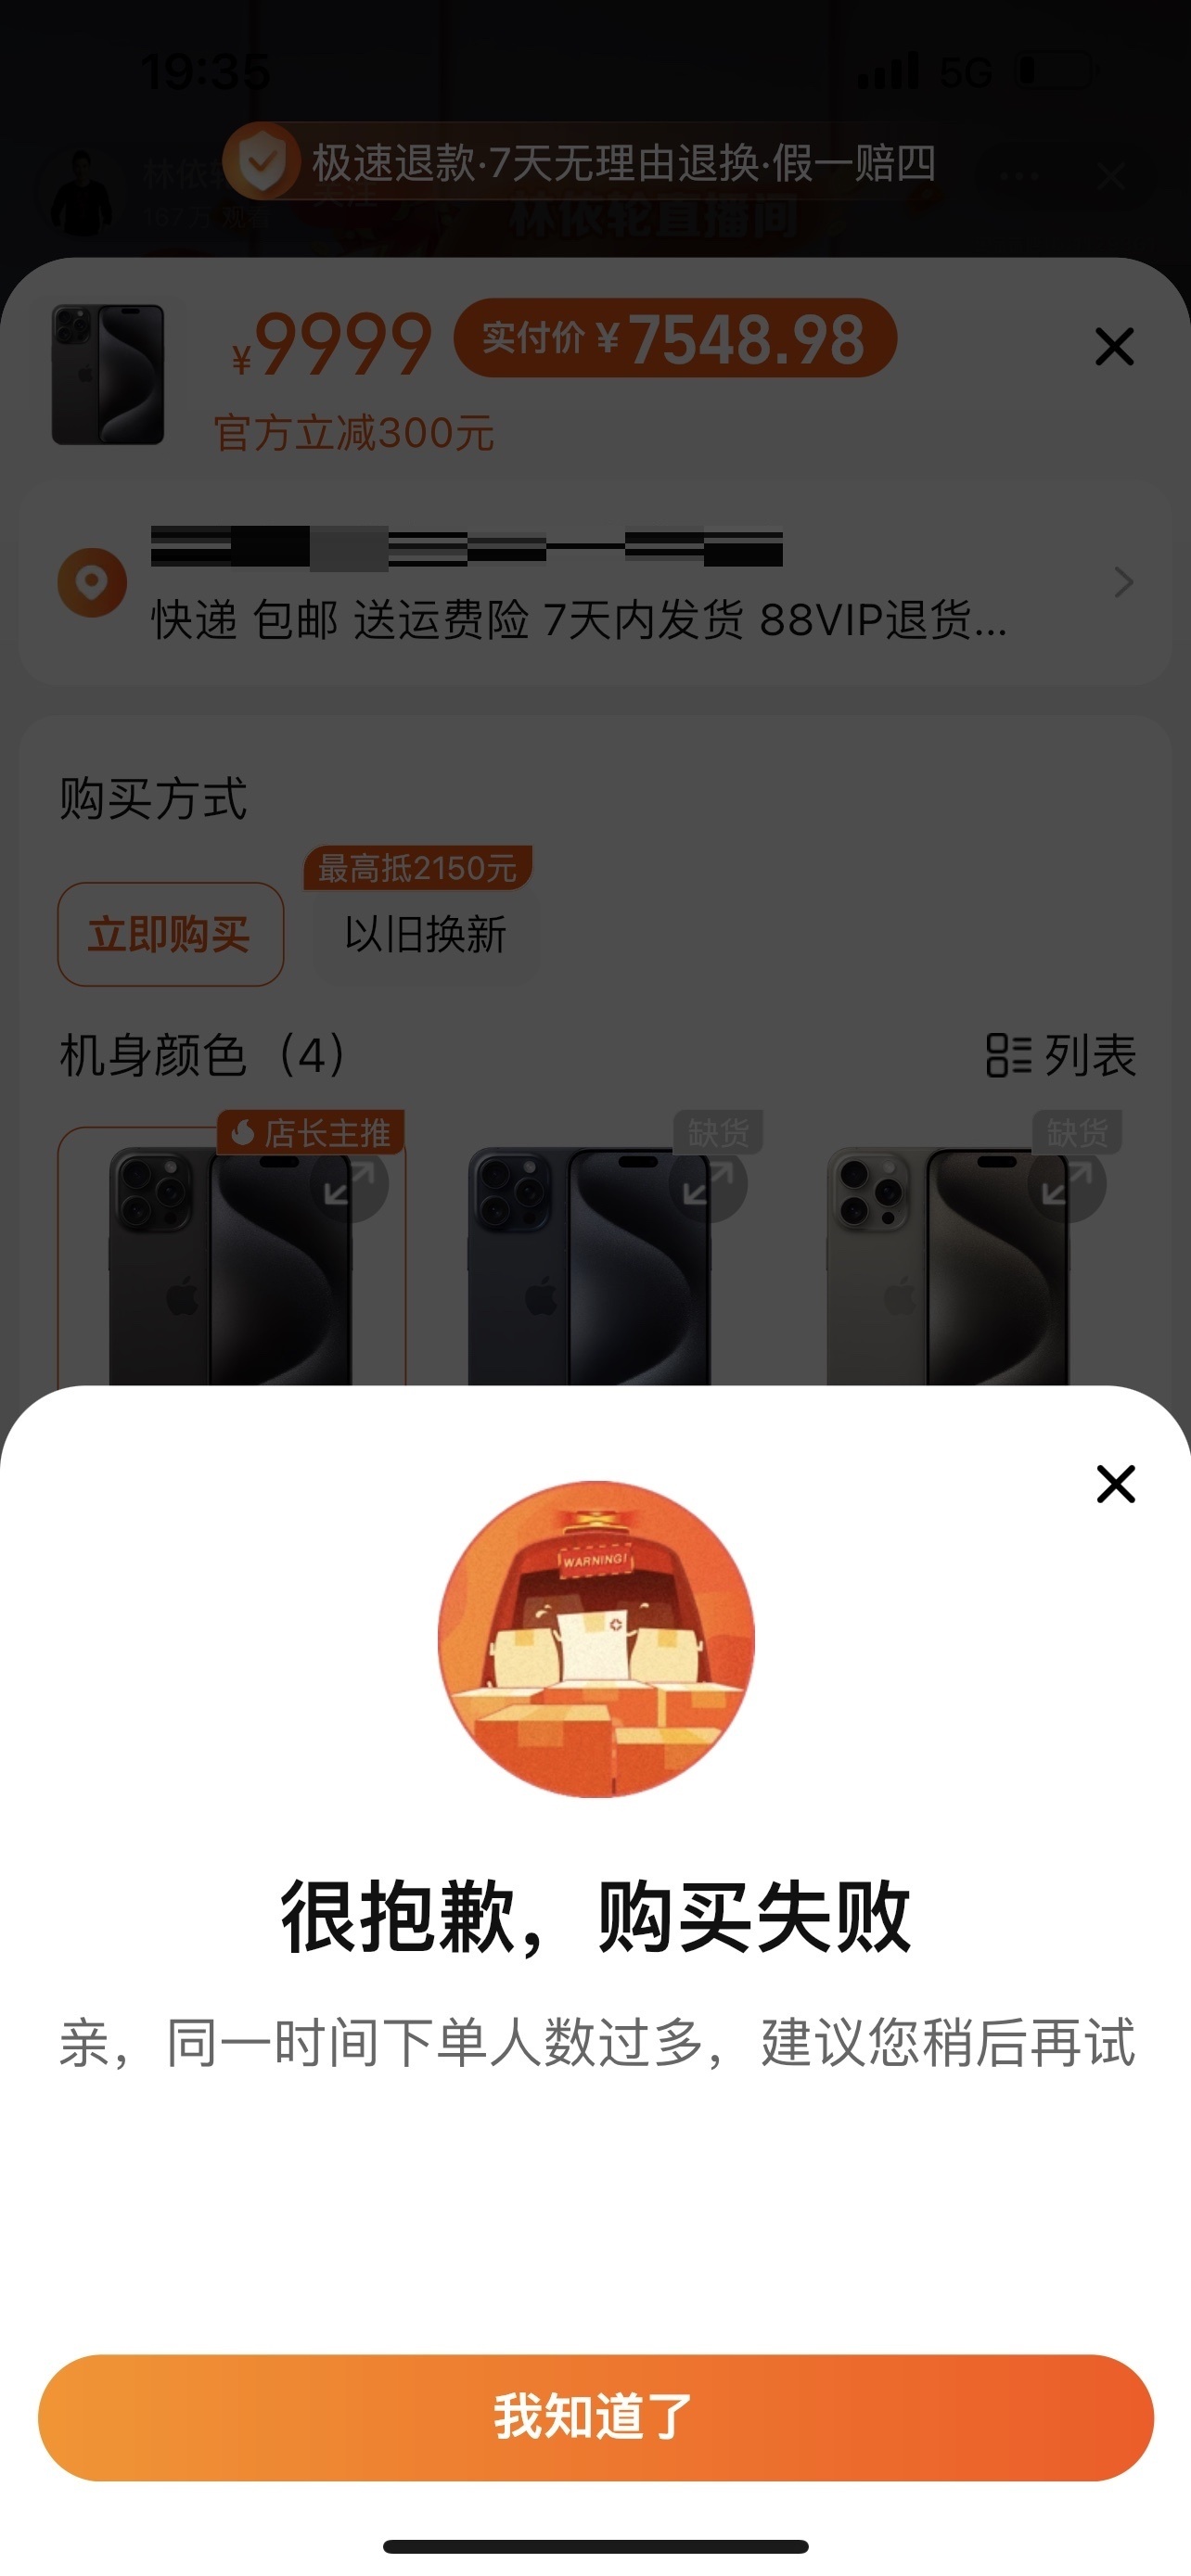 19:35
5G
极速退款·7天无理由退换·假一赔四
167万 观看
关注
林依轮直播间
¥9999 实付价 ¥7548.98
官方立减300元
快递 包邮 送运费险 7天内发货 88VIP退货...
购买方式
最高抵2150元
立即购买 以旧换新
机身颜色（4） 列表
店长主推 缺货 缺货
WARNING!
很抱歉，购买失败
亲，同一时间下单人数过多，建议您稍后再试
我知道了